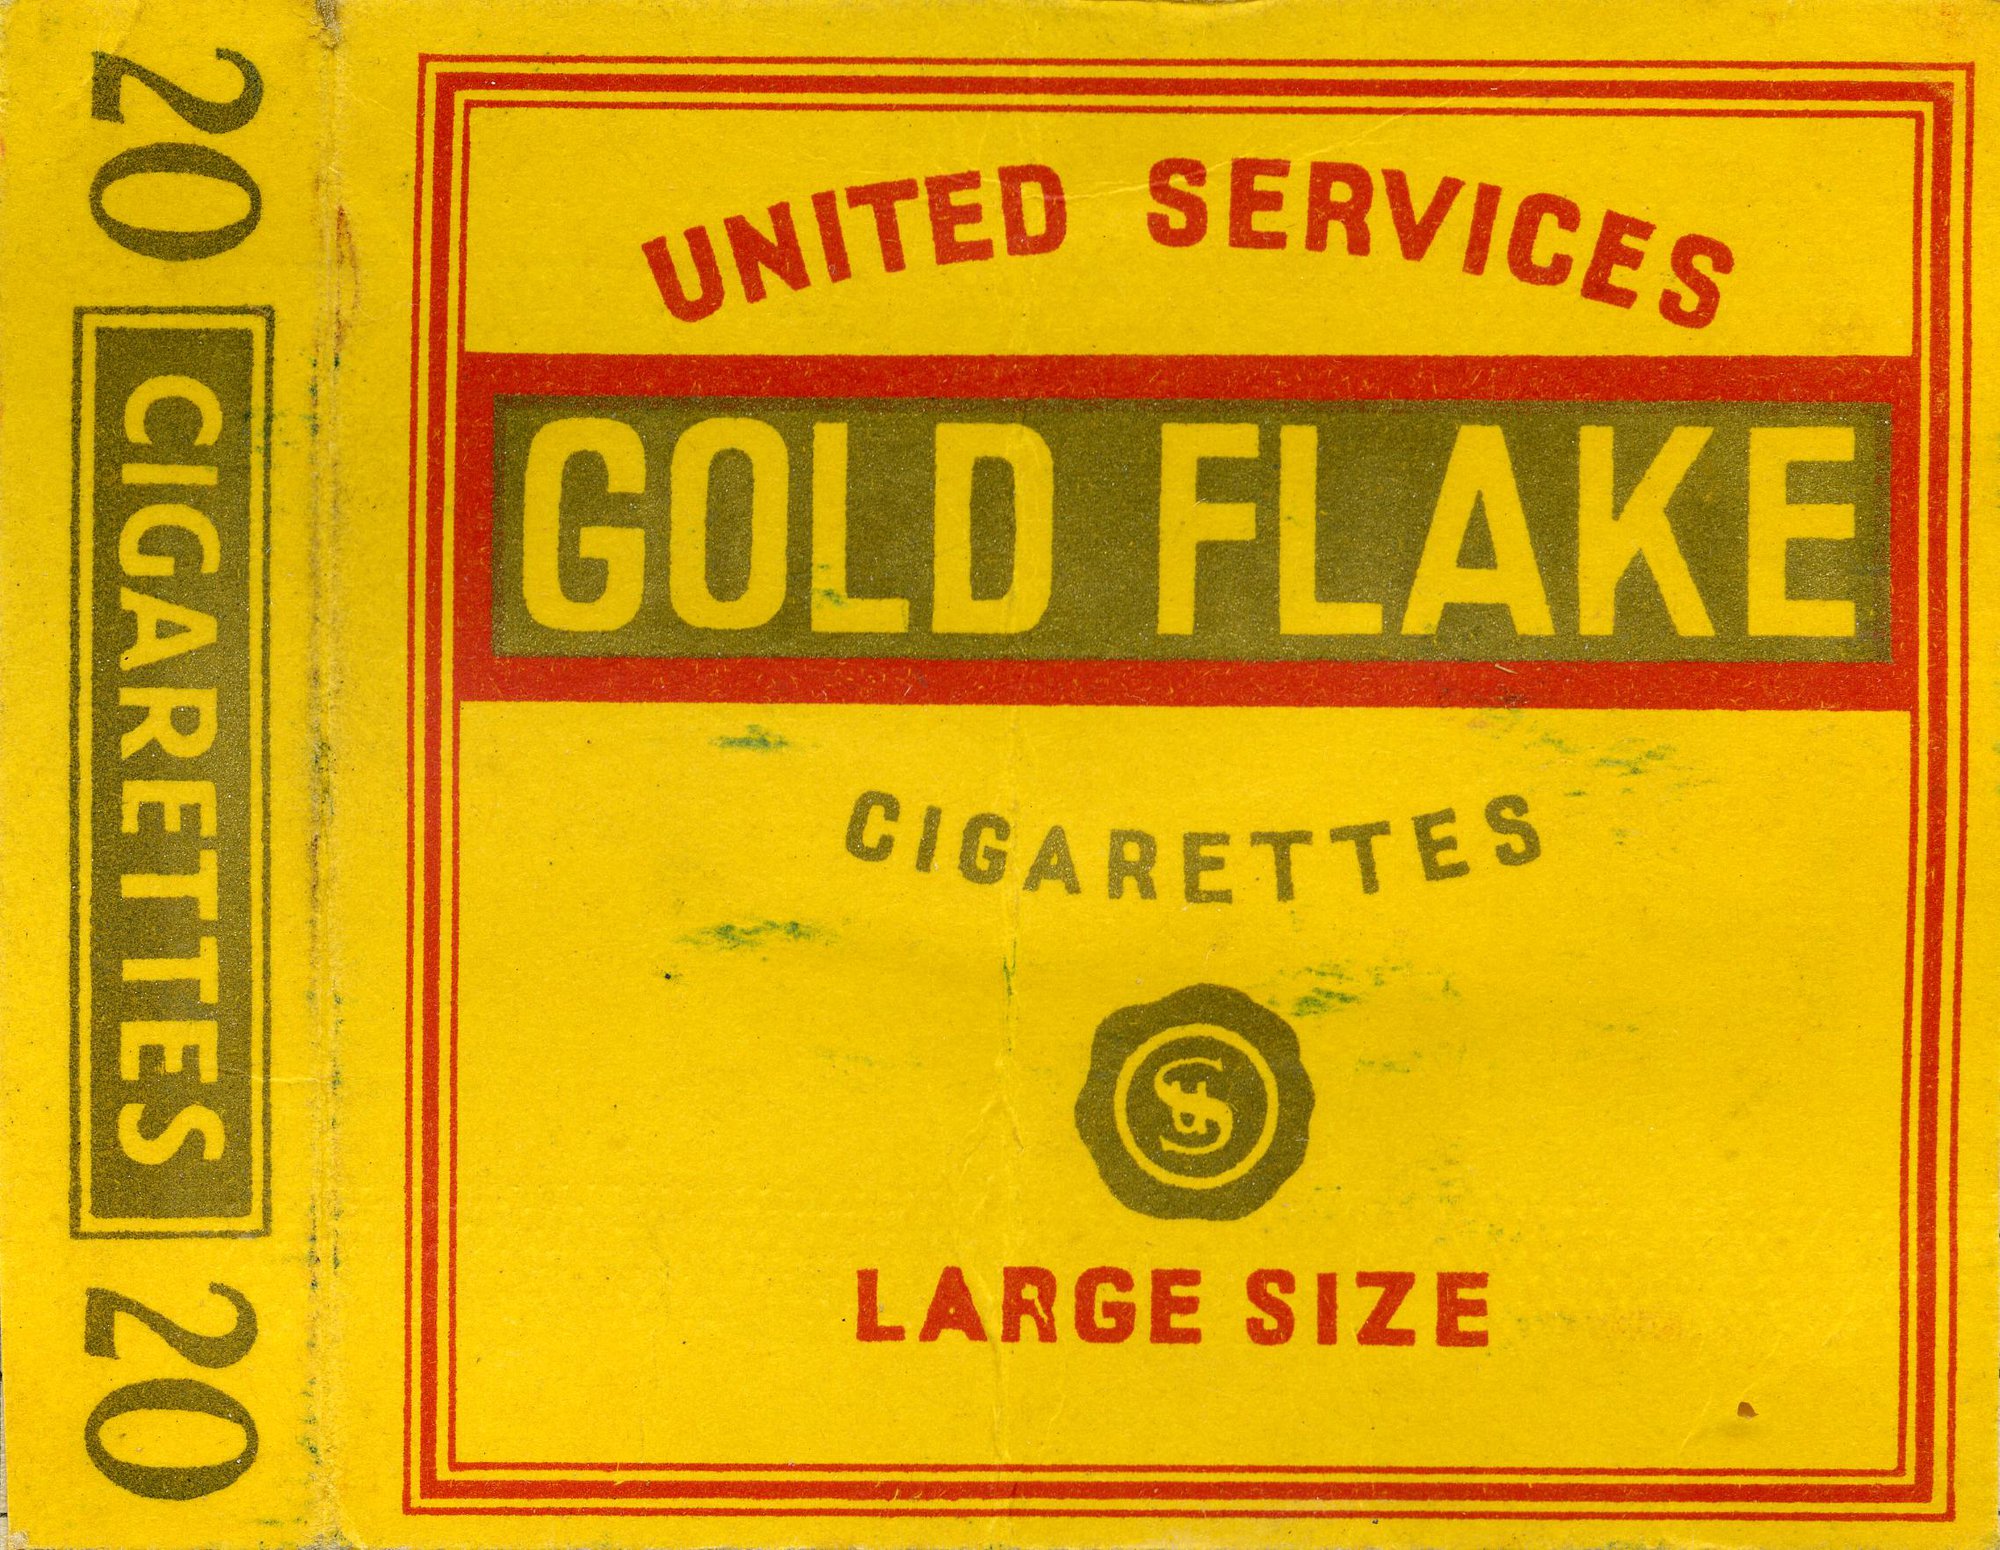 20 CIGARETTES 20
UNITED SERVICES
GOLD FLAKE
CIGARETTES
LARGE SIZE